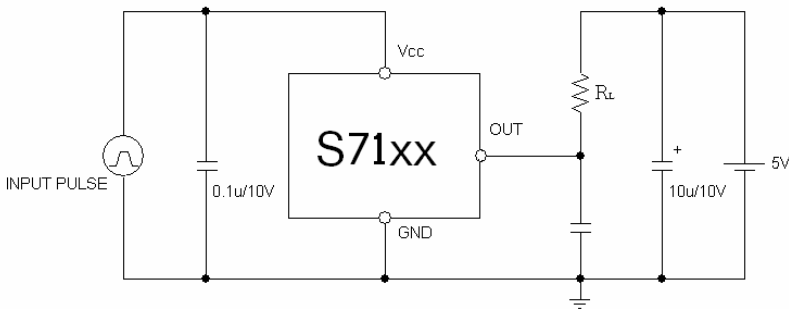 Vcc
RL
OUT
S71xx
+
5V
INPUT PULSE
0.1u/10V
10u/10V
GND